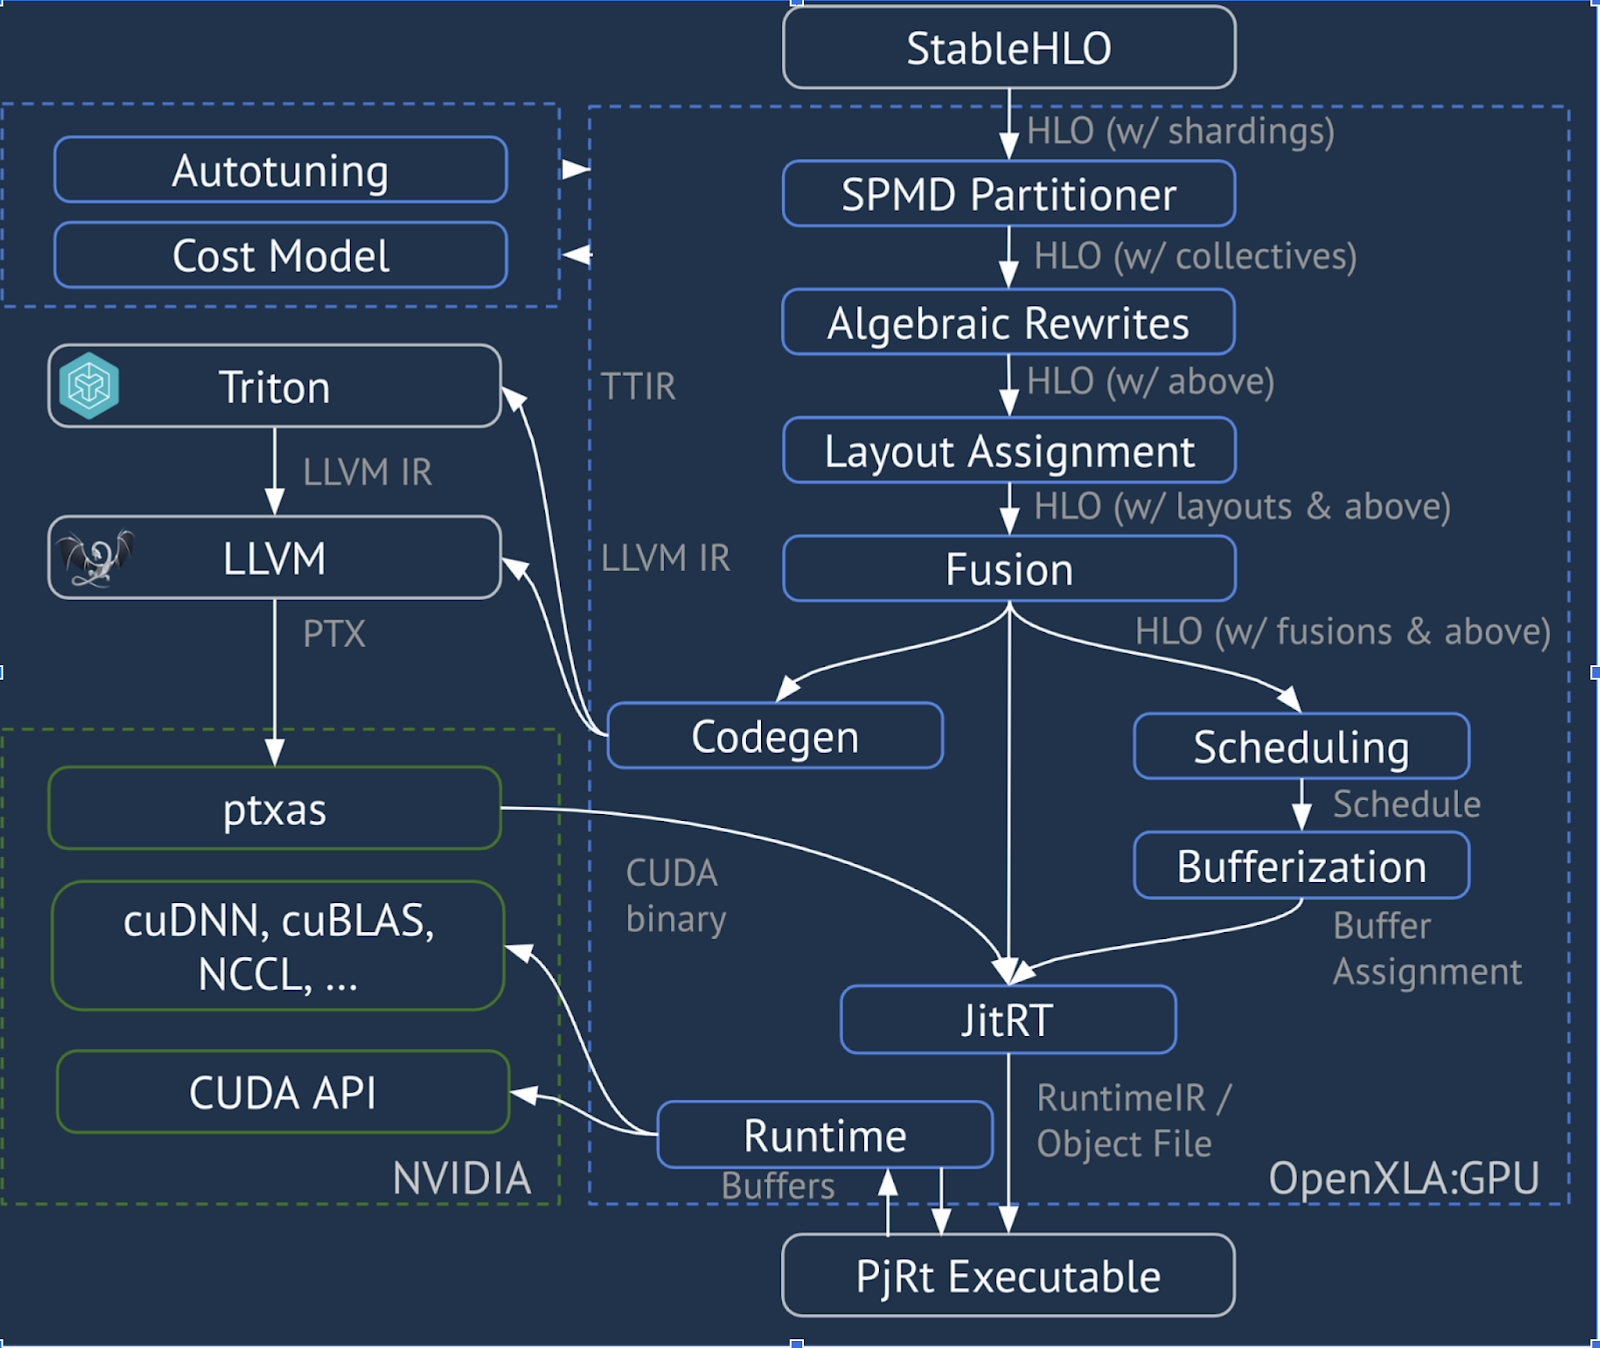 StableHLO
HLO (w/ shardings)
Autotuning
SPMD Partitioner
Cost Model
HLO (w/ collectives)
Algebraic Rewrites
HLO (w/ above)
Triton
TTIR
Layout Assignment
LLVM IR
HLO (w/ layouts & above)
LLVM
LLVM IR
Fusion
PTX
HLO (w/ fusions & above)
Codegen
Scheduling
ptxas
Schedule
CUDA
binary
Bufferization
cuDNN, cuBLAS,
NCCL, ...
Buffer
Assignment
JitRT
CUDA API
RuntimeIR /
Object File
Runtime
NVIDIA
Buffers
OpenXLA:GPU
PjRt Executable